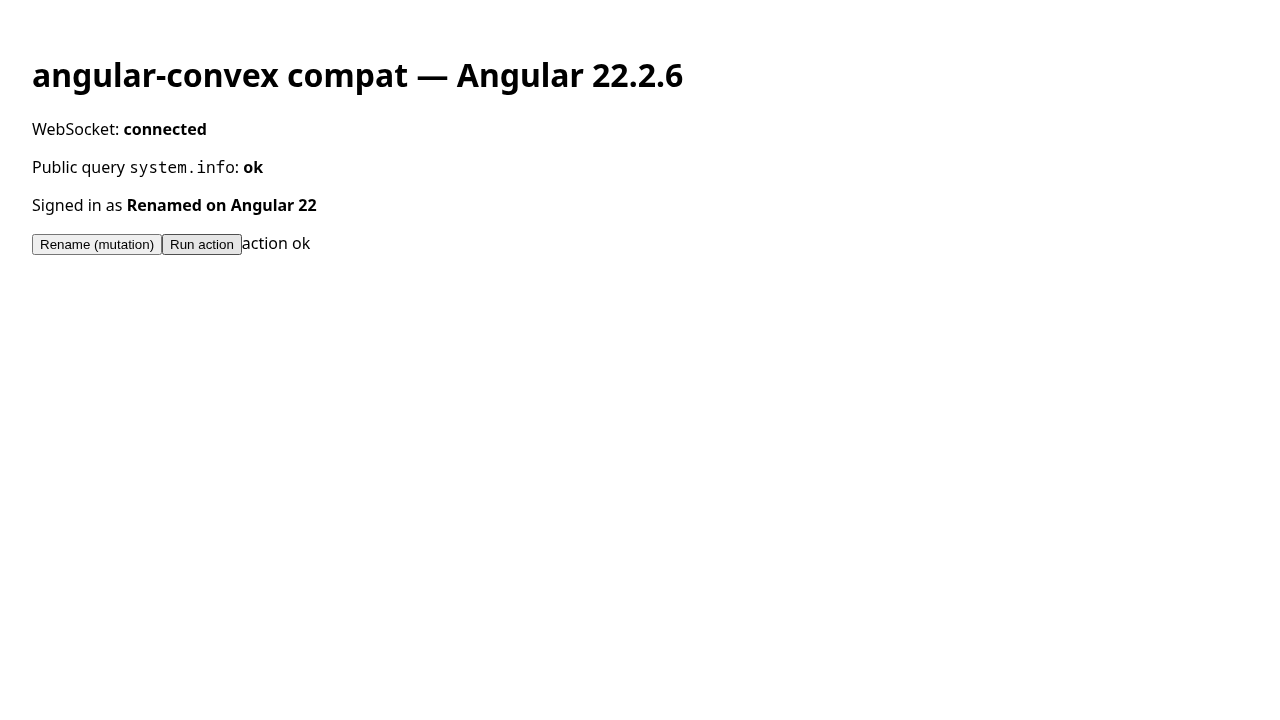 angular-convex compat — Angular 22.2.6
WebSocket: connected
Public query system.info: ok
Signed in as Renamed on Angular 22
Rename (mutation) Run action action ok